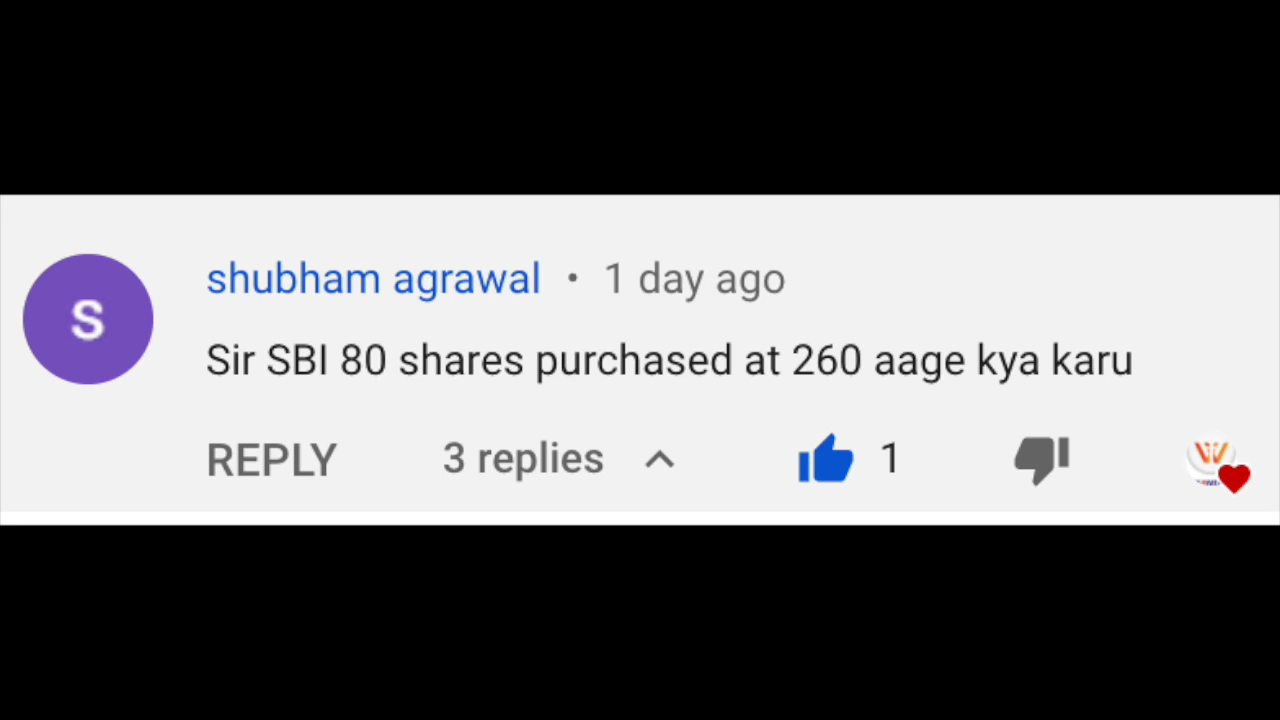 S
shubham agrawal • 1 day ago
Sir SBI 80 shares purchased at 260 aage kya karu
REPLY 3 replies 1